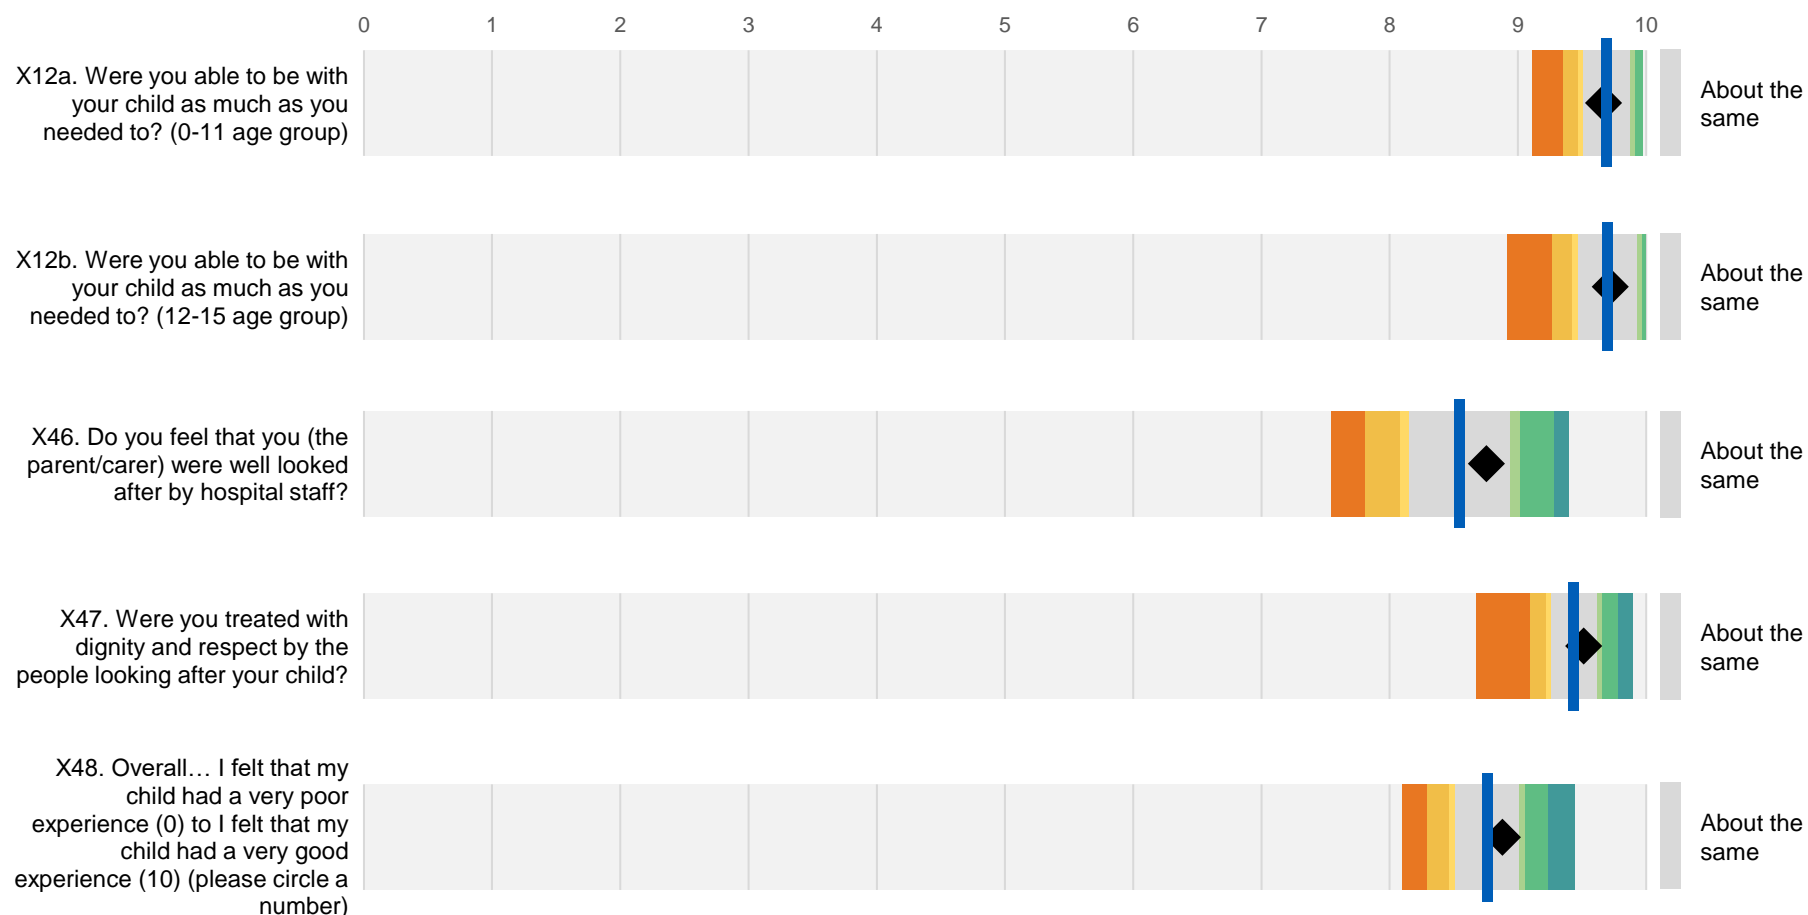 0 1 2 3 4 5 6 7 8 9 10
X12a. Were you able to be with
your child as much as you
needed to? (0-11 age group)
About the
same
X12b. Were you able to be with
your child as much as you
needed to? (12-15 age group)
About the
same
X46. Do you feel that you (the
parent/carer) were well looked
after by hospital staff?
About the
same
X47. Were you treated with
dignity and respect by the
people looking after your child?
About the
same
X48. Overall… I felt that my
child had a very poor
experience (0) to I felt that my
child had a very good
experience (10) (please circle a
number)
About the
same